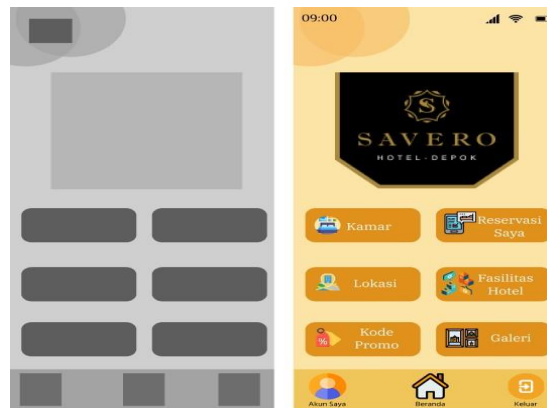 09:00
S
SAVERO
HOTEL-DEPOK
Kamar
Reservasi
Saya
Lokasi
Fasilitas
Hotel
%
Kode
Promo
Galeri
Akun Saya
Beranda
Keluar